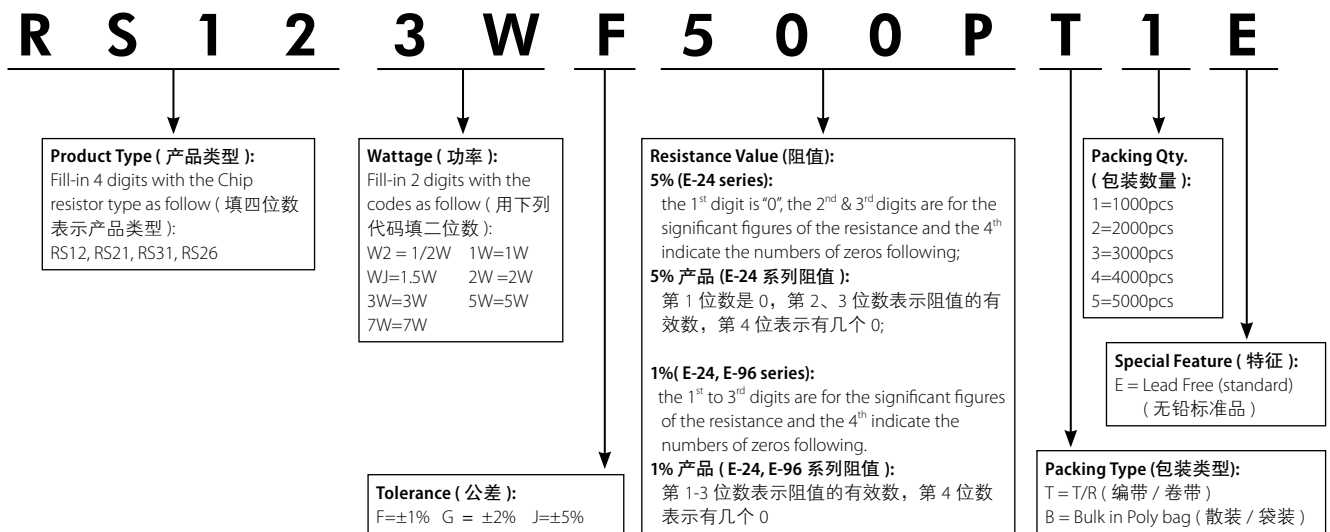 R S 1 2 3 W F 5 0 0 P T 1 E
Product Type ( 产品类型 ):
Fill-in 4 digits with the Chip
resistor type as follow ( 填四位数
表示产品类型 ):
RS12, RS21, RS31, RS26
Wattage ( 功率 ):
Fill-in 2 digits with the
codes as follow ( 用下列
代码填二位数 ):
W2 = 1/2W 1W=1W
WJ=1.5W 2W =2W
3W=3W 5W=5W
7W=7W
Tolerance ( 公差 ):
F=±1% G = ±2% J=±5%
Resistance Value (阻值):
5% (E-24 series):
the 1st digit is "0", the 2nd & 3rd digits are for the
significant figures of the resistance and the 4th
indicate the numbers of zeros following;
5% 产品 (E-24 系列阻值 ):
第 1 位数是 0，第 2、3 位数表示阻值的有
效数，第 4 位表示有几个 0;
1%( E-24, E-96 series):
the 1st to 3rd digits are for the significant figures
of the resistance and the 4th indicate the
numbers of zeros following.
1% 产品 ( E-24, E-96 系列阻值 ):
第 1-3 位数表示阻值的有效数，第 4 位数
表示有几个 0
Packing Qty.
( 包装数量 ):
1=1000pcs
2=2000pcs
3=3000pcs
4=4000pcs
5=5000pcs
Special Feature ( 特征 ):
E = Lead Free (standard)
( 无铅标准品 )
Packing Type (包装类型):
T = T/R ( 编带 / 卷带 )
B = Bulk in Poly bag ( 散装 / 袋装 )